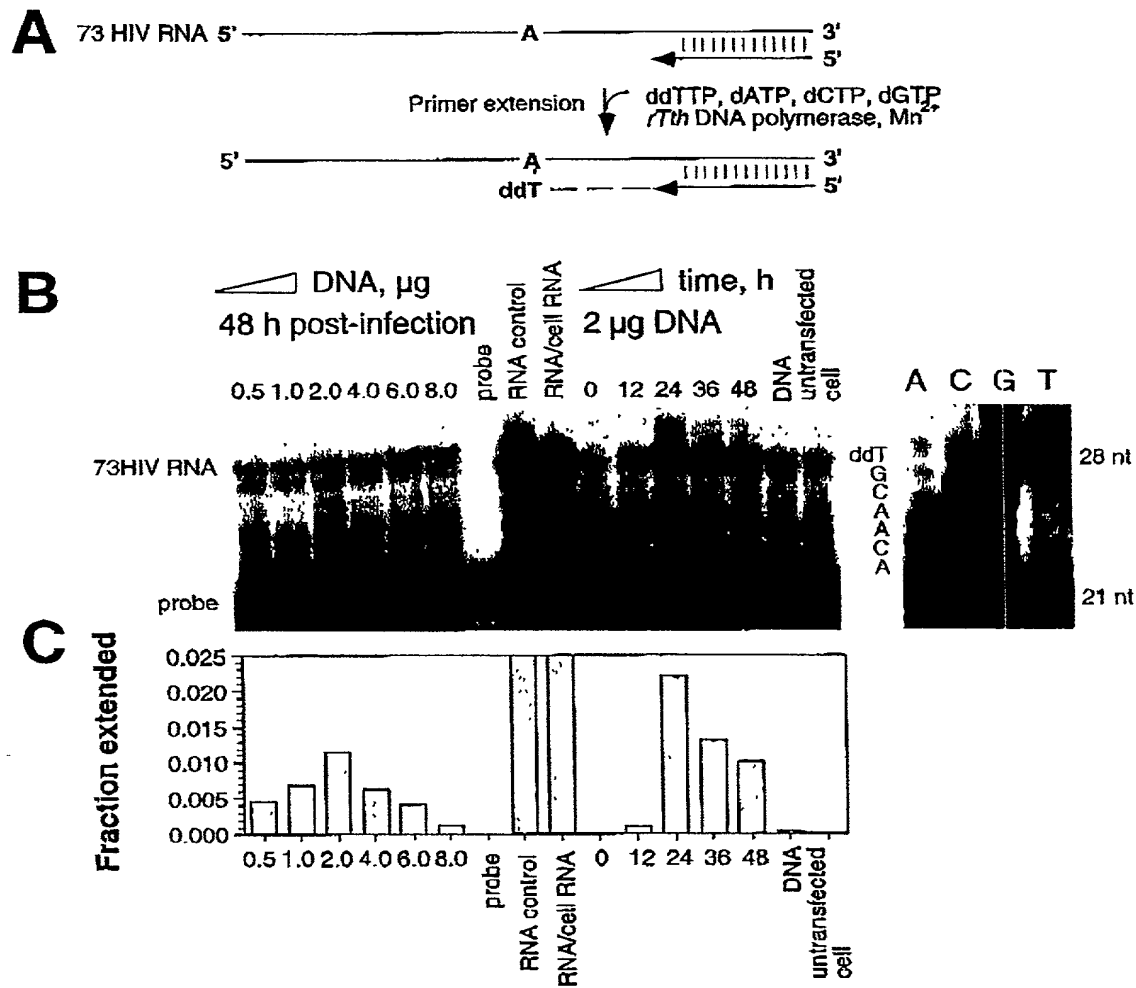 A
73 HIV RNA 5' A 3'
5'
Primer extension
ddTTP, dATP, dCTP, dGTP
rTth DNA polymerase, Mn2+
5' A 3'
ddT 5'
B
DNA, µg
48 h post-infection
probe
RNA control
RNA/cell RNA
time, h
2 µg DNA
DNA
untransfected
cell
0.5 1.0 2.0 4.0 6.0 8.0
0 12 24 36 48
A C G T
73HIV RNA
probe
ddT
G
C
A
A
C
A
28 nt
21 nt
C
Fraction extended
0.025
0.020
0.015
0.010
0.005
0.000
0.5 1.0 2.0 4.0 6.0 8.0
probe
RNA control
RNA/cell RNA
0 12 24 36 48
DNA
untransfected
cell